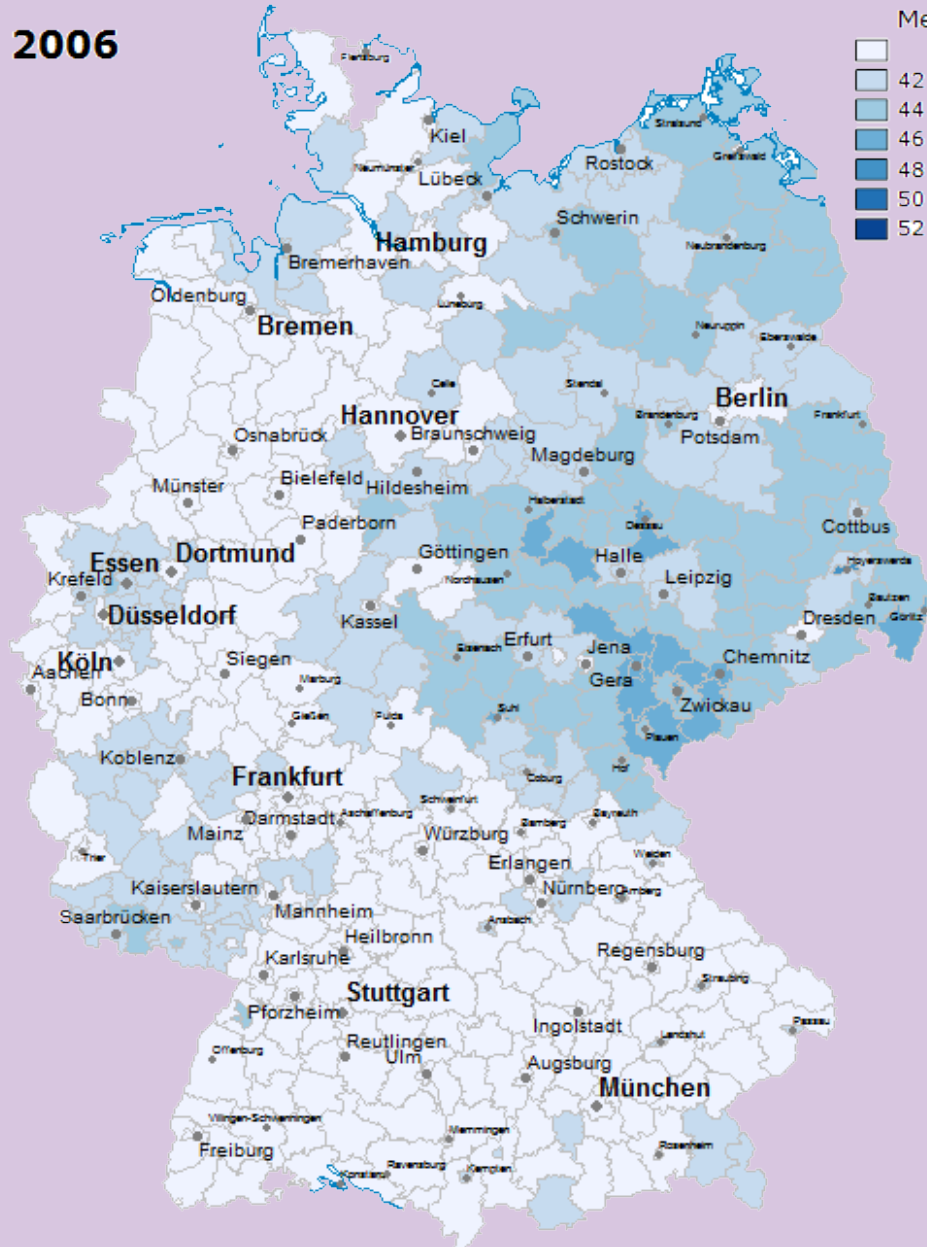 2006
Me
42
44
46
48
50
52
Flensburg
Kiel
Neumünster
Lübeck
Stralsund
Rostock
Greifswald
Schwerin
Hamburg
Bremerhaven
Neubrandenburg
Oldenburg
Lüneburg
Bremen
Neuruppin
Eberswalde
Celle
Stendal
Berlin
Hannover
Brandenburg
Frankfurt
Osnabrück
Braunschweig
Potsdam
Magdeburg
Münster
Bielefeld
Hildesheim
Halberstadt
Paderborn
Dessau
Cottbus
Essen
Dortmund
Göttingen
Halle
Hoyerswerda
Krefeld
Nordhausen
Leipzig
Bautzen
Düsseldorf
Kassel
Dresden
Görlitz
Erfurt
Jena
Eisenach
Köln
Siegen
Chemnitz
Aachen
Marburg
Gera
Bonn
Zwickau
Gießen
Fulda
Suhl
Plauen
Koblenz
Hof
Frankfurt
Coburg
Schweinfurt
Mainz
Darmstadt
Aschaffenburg
Bayreuth
Würzburg
Bamberg
Trier
Erlangen
Weiden
Kaiserslautern
Nürnberg
Amberg
Saarbrücken
Mannheim
Ansbach
Heilbronn
Regensburg
Karlsruhe
Straubing
Stuttgart
Pforzheim
Ingolstadt
Passau
Reutlingen
Landshut
Offenburg
Ulm
Augsburg
München
Villingen-Schwenningen
Memmingen
Freiburg
Rosenheim
Konstanz
Ravensburg
Kempten